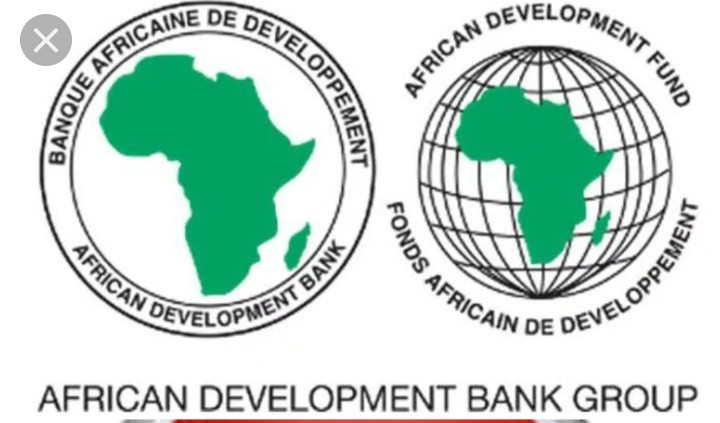 BANQUE AFRICAINE DE DEVELOPPEMENT
AFRICAN DEVELOPMENT BANK
AFRICAN DEVELOPMENT FUND
FONDS AFRICAIN DE DEVELOPPEMENT
AFRICAN DEVELOPMENT BANK GROUP